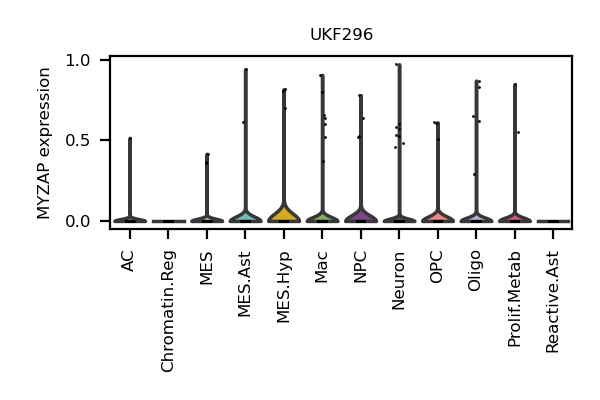 UKF296
MYZAP expression
1.0
0.5
0.0
AC
Chromatin.Reg
MES
MES.Ast
MES.Hyp
Mac
NPC
Neuron
OPC
Oligo
Prolif.Metab
Reactive.Ast